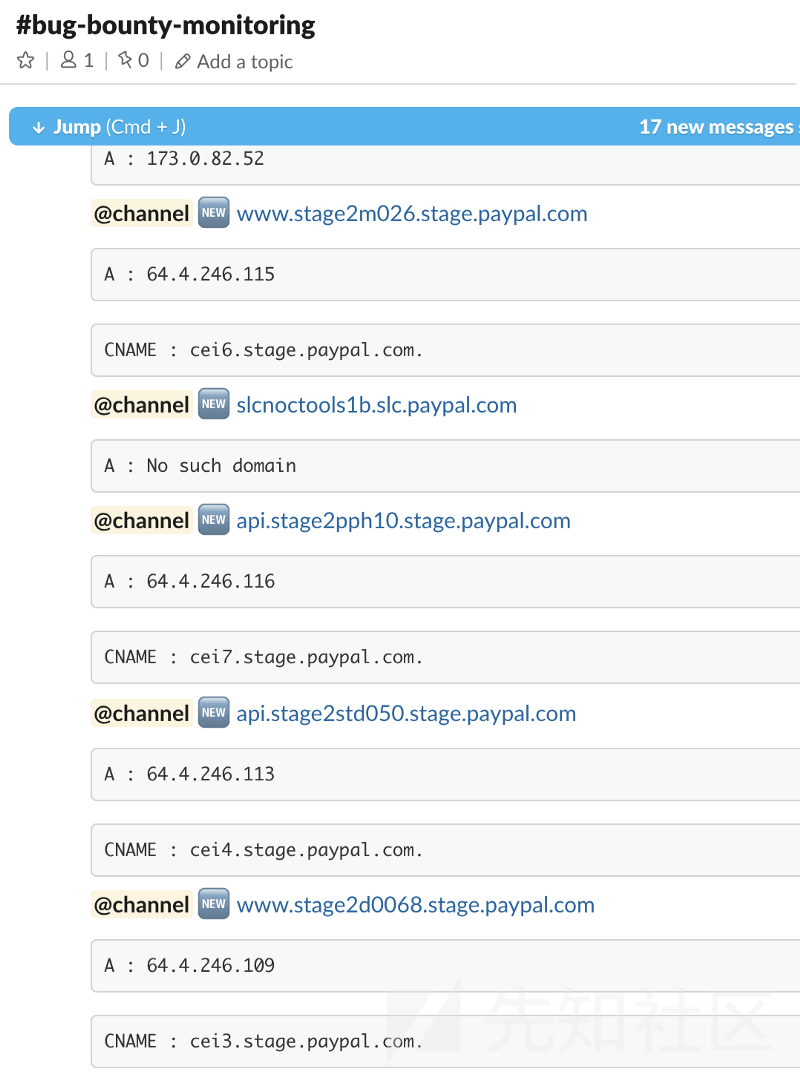 #bug-bounty-monitoring
1 | 0 | Add a topic
Jump (Cmd + J) 17 new messages s
A : 173.0.82.52
@channel NEW www.stage2m026.stage.paypal.com
A : 64.4.246.115
CNAME : cei6.stage.paypal.com.
@channel NEW slcnoctools1b.slc.paypal.com
A : No such domain
@channel NEW api.stage2pph10.stage.paypal.com
A : 64.4.246.116
CNAME : cei7.stage.paypal.com.
@channel NEW api.stage2std050.stage.paypal.com
A : 64.4.246.113
CNAME : cei4.stage.paypal.com.
@channel NEW www.stage2d0068.stage.paypal.com
A : 64.4.246.109
CNAME : cei3.stage.paypal.com.
先知社区